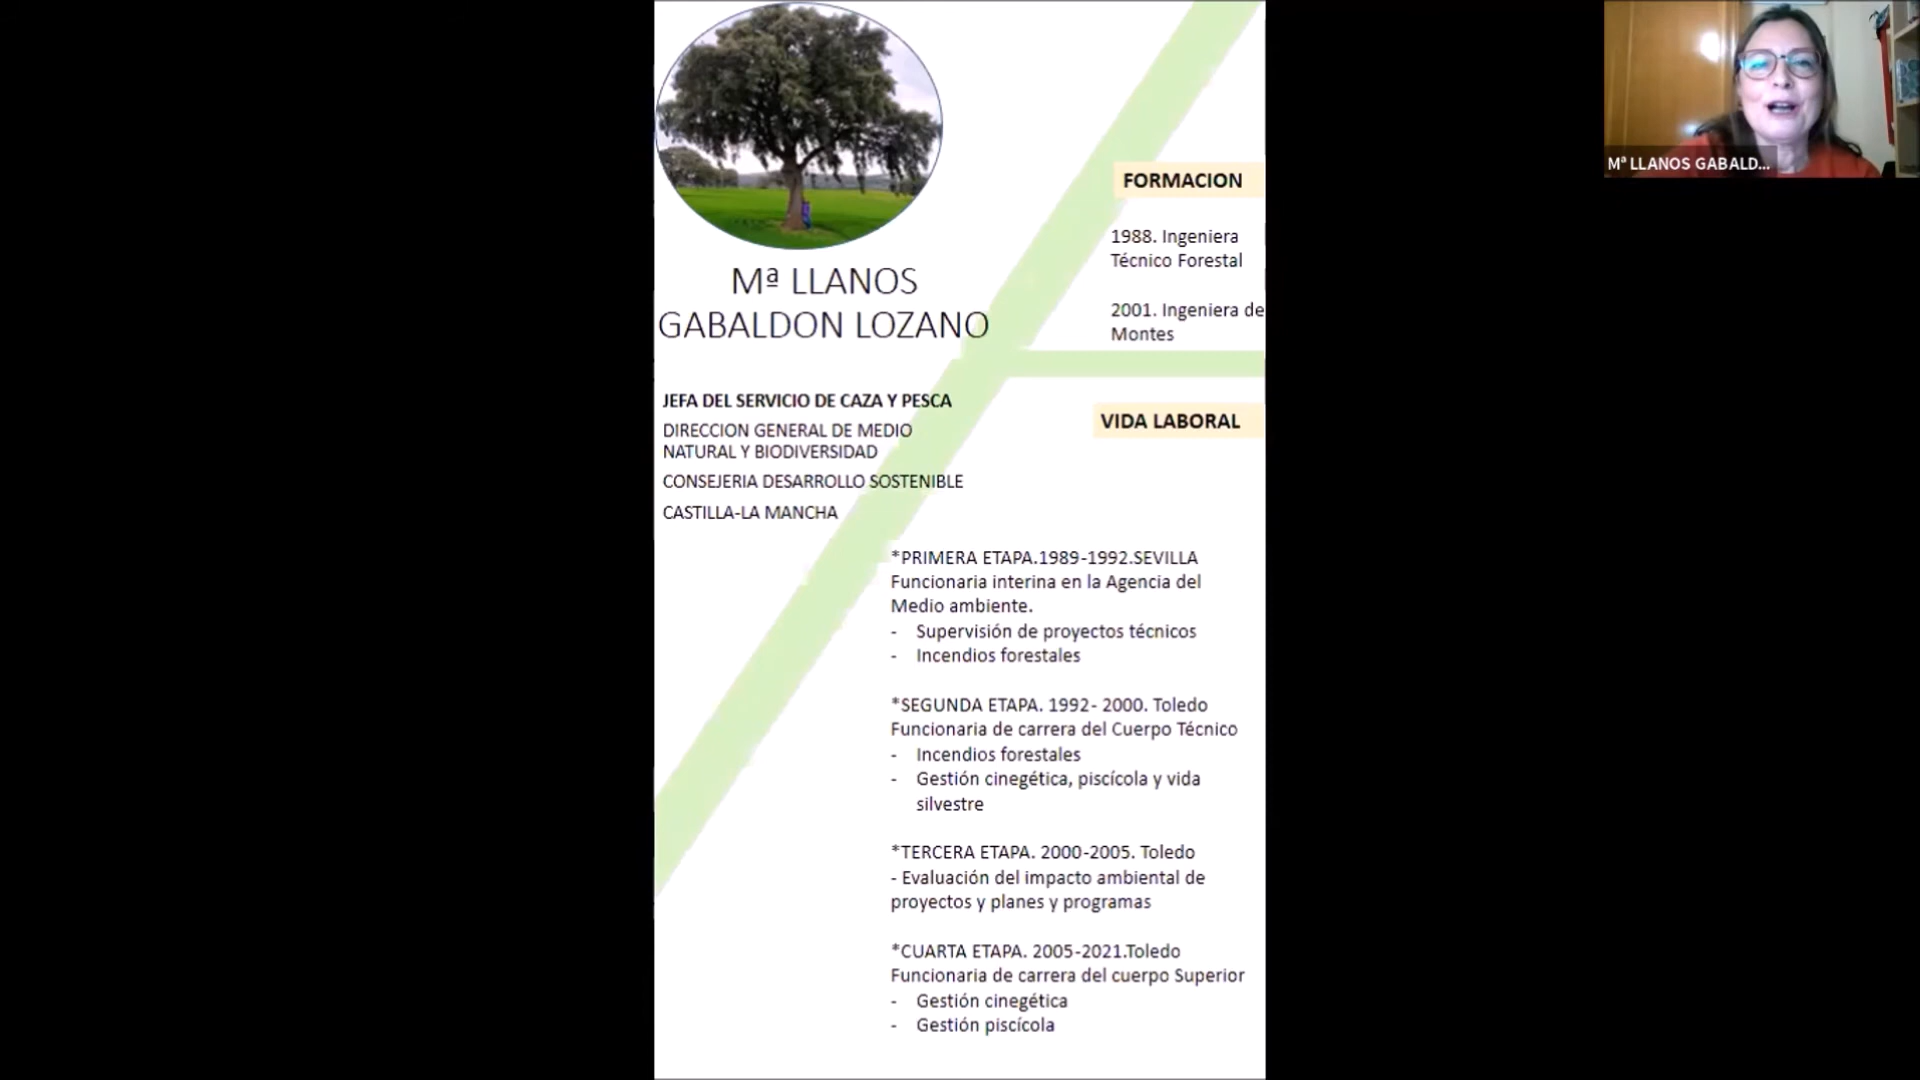 Mª LLANOS
GABALDON LOZANO
JEFA DEL SERVICIO DE CAZA Y PESCA
DIRECCION GENERAL DE MEDIO
NATURAL Y BIODIVERSIDAD
CONSEJERIA DESARROLLO SOSTENIBLE
CASTILLA-LA MANCHA
FORMACION
1988. Ingeniera
Técnico Forestal
2001. Ingeniera de
Montes
VIDA LABORAL
*PRIMERA ETAPA.1989-1992.SEVILLA
Funcionaria interina en la Agencia del
Medio ambiente.
- Supervisión de proyectos técnicos
- Incendios forestales
*SEGUNDA ETAPA. 1992- 2000. Toledo
Funcionaria de carrera del Cuerpo Técnico
- Incendios forestales
- Gestión cinegética, piscícola y vida
silvestre
*TERCERA ETAPA. 2000-2005. Toledo
- Evaluación del impacto ambiental de
proyectos y planes y programas
*CUARTA ETAPA. 2005-2021.Toledo
Funcionaria de carrera del cuerpo Superior
- Gestión cinegética
- Gestión piscícola
Mª LLANOS GABALD...